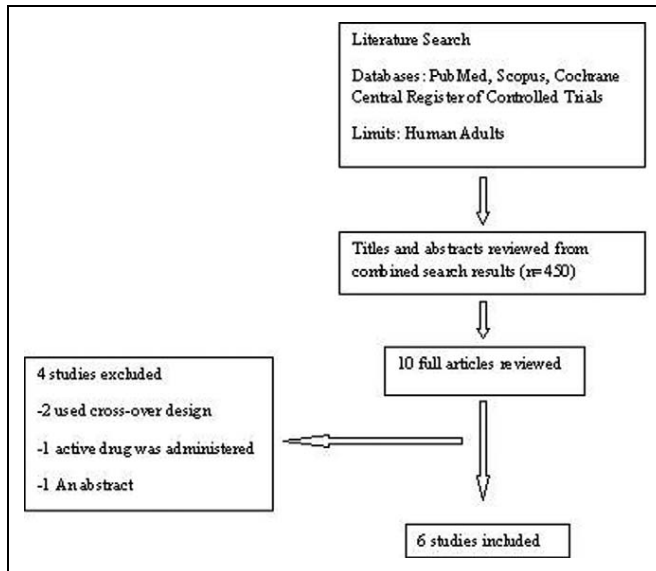 Literature Search
Databases: PubMed, Scopus, Cochrane
Central Register of Controlled Trials
Limits: Human Adults
Titles and abstracts reviewed from
combined search results (n=450)
10 full articles reviewed
4 studies excluded
-2 used cross-over design
-1 active drug was administered
-1 An abstract
6 studies included